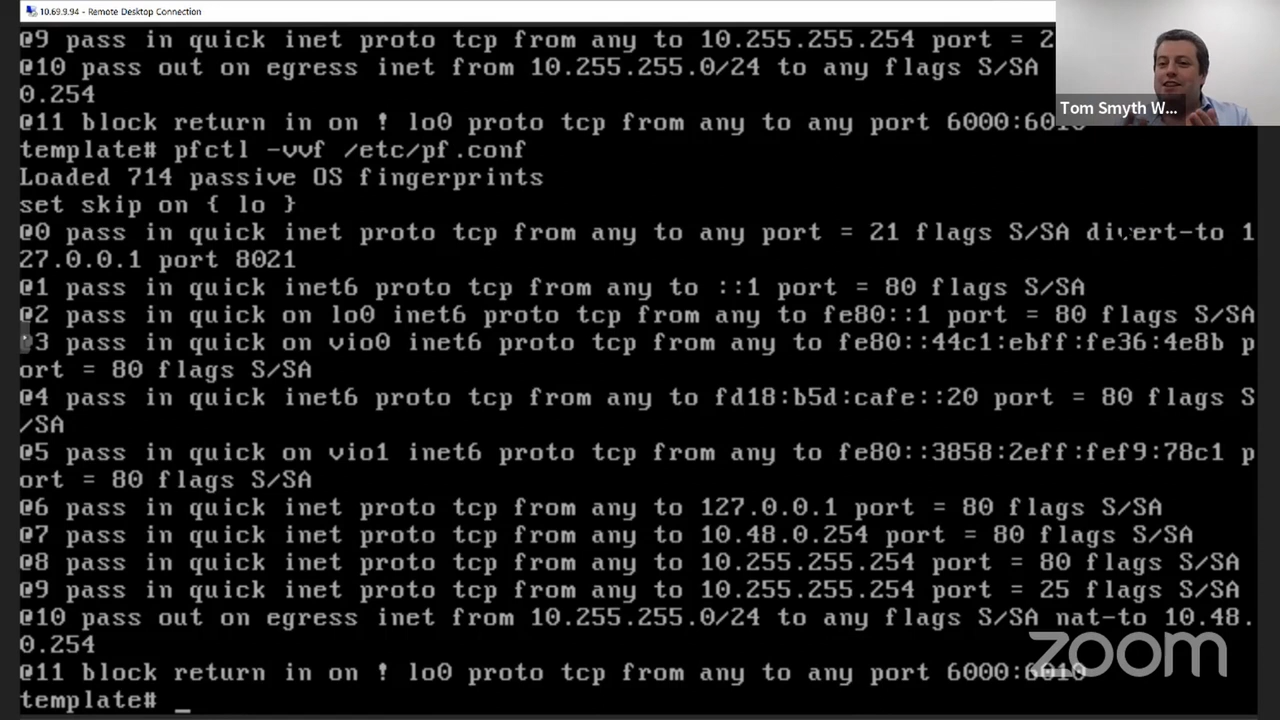 10.69.9.94 - Remote Desktop Connection
@9 pass in quick inet proto tcp from any to 10.255.255.254 port = 2
@10 pass out on egress inet from 10.255.255.0/24 to any flags S/SA
0.254
@11 block return in on ! lo0 proto tcp from any to any port 6000:6010
Tom Smyth W...
template# pfctl -vvf /etc/pf.conf
Loaded 714 passive OS fingerprints
set skip on { lo }
@0 pass in quick inet proto tcp from any to any port = 21 flags S/SA divert-to 1
27.0.0.1 port 8021
@1 pass in quick inet6 proto tcp from any to ::1 port = 80 flags S/SA
@2 pass in quick on lo0 inet6 proto tcp from any to fe80::1 port = 80 flags S/SA
@3 pass in quick on vio0 inet6 proto tcp from any to fe80::44c1:ebff:fe36:4e8b p
ort = 80 flags S/SA
@4 pass in quick inet6 proto tcp from any to fd18:b5d:cafe::20 port = 80 flags S
/SA
@5 pass in quick on vio1 inet6 proto tcp from any to fe80::3858:2eff:fef9:78c1 p
ort = 80 flags S/SA
@6 pass in quick inet proto tcp from any to 127.0.0.1 port = 80 flags S/SA
@7 pass in quick inet proto tcp from any to 10.48.0.254 port = 80 flags S/SA
@8 pass in quick inet proto tcp from any to 10.255.255.254 port = 80 flags S/SA
@9 pass in quick inet proto tcp from any to 10.255.255.254 port = 25 flags S/SA
@10 pass out on egress inet from 10.255.255.0/24 to any flags S/SA nat-to 10.48.
0.254
@11 block return in on ! lo0 proto tcp from any to any port 6000:6010
template# _
zoom